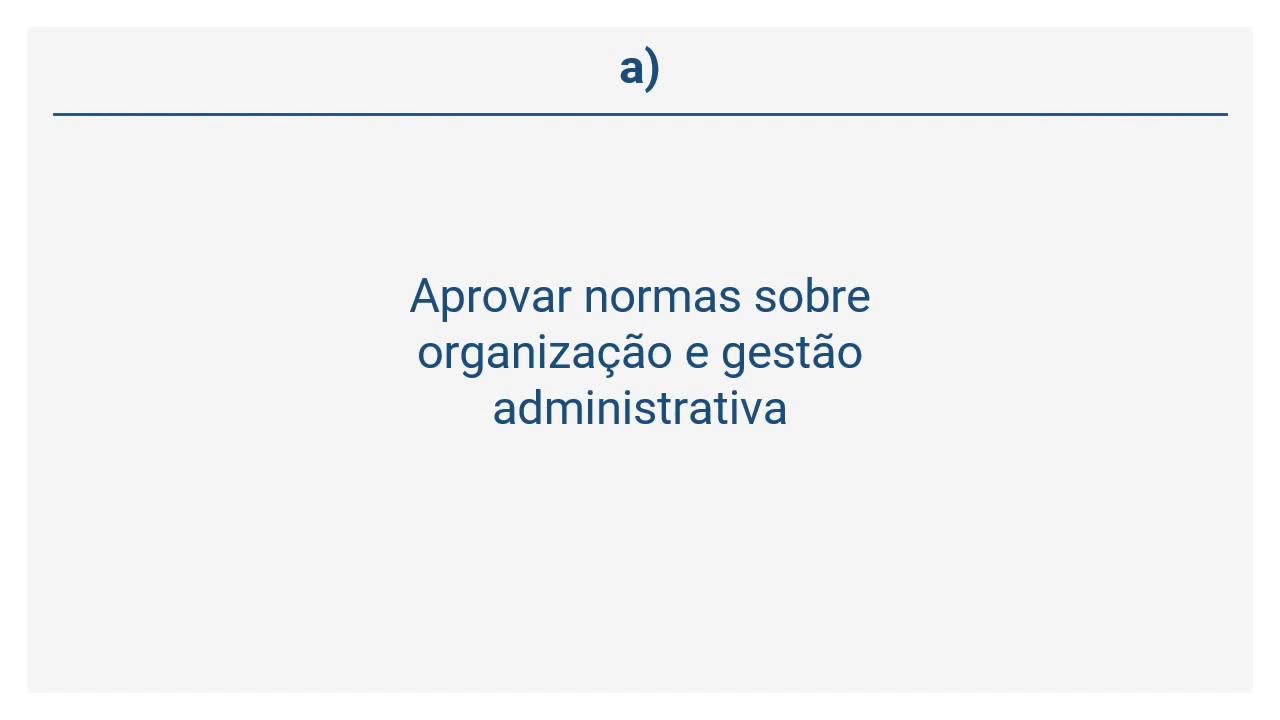 a)
Aprovar normas sobre
organização e gestão
administrativa